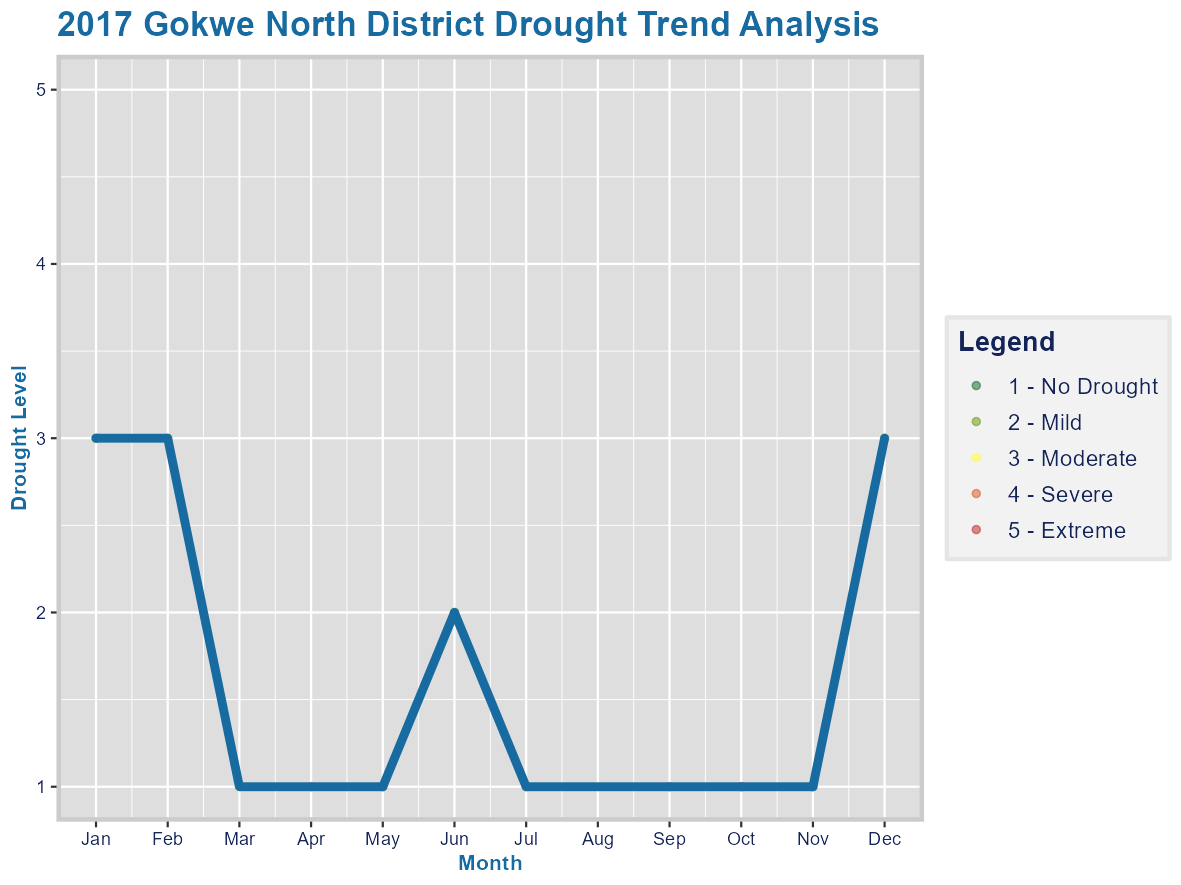 2017 Gokwe North District Drought Trend Analysis
Drought Level
5
4
3
2
1
Jan Feb Mar Apr May Jun Jul Aug Sep Oct Nov Dec
Month
Legend
1 - No Drought
2 - Mild
3 - Moderate
4 - Severe
5 - Extreme